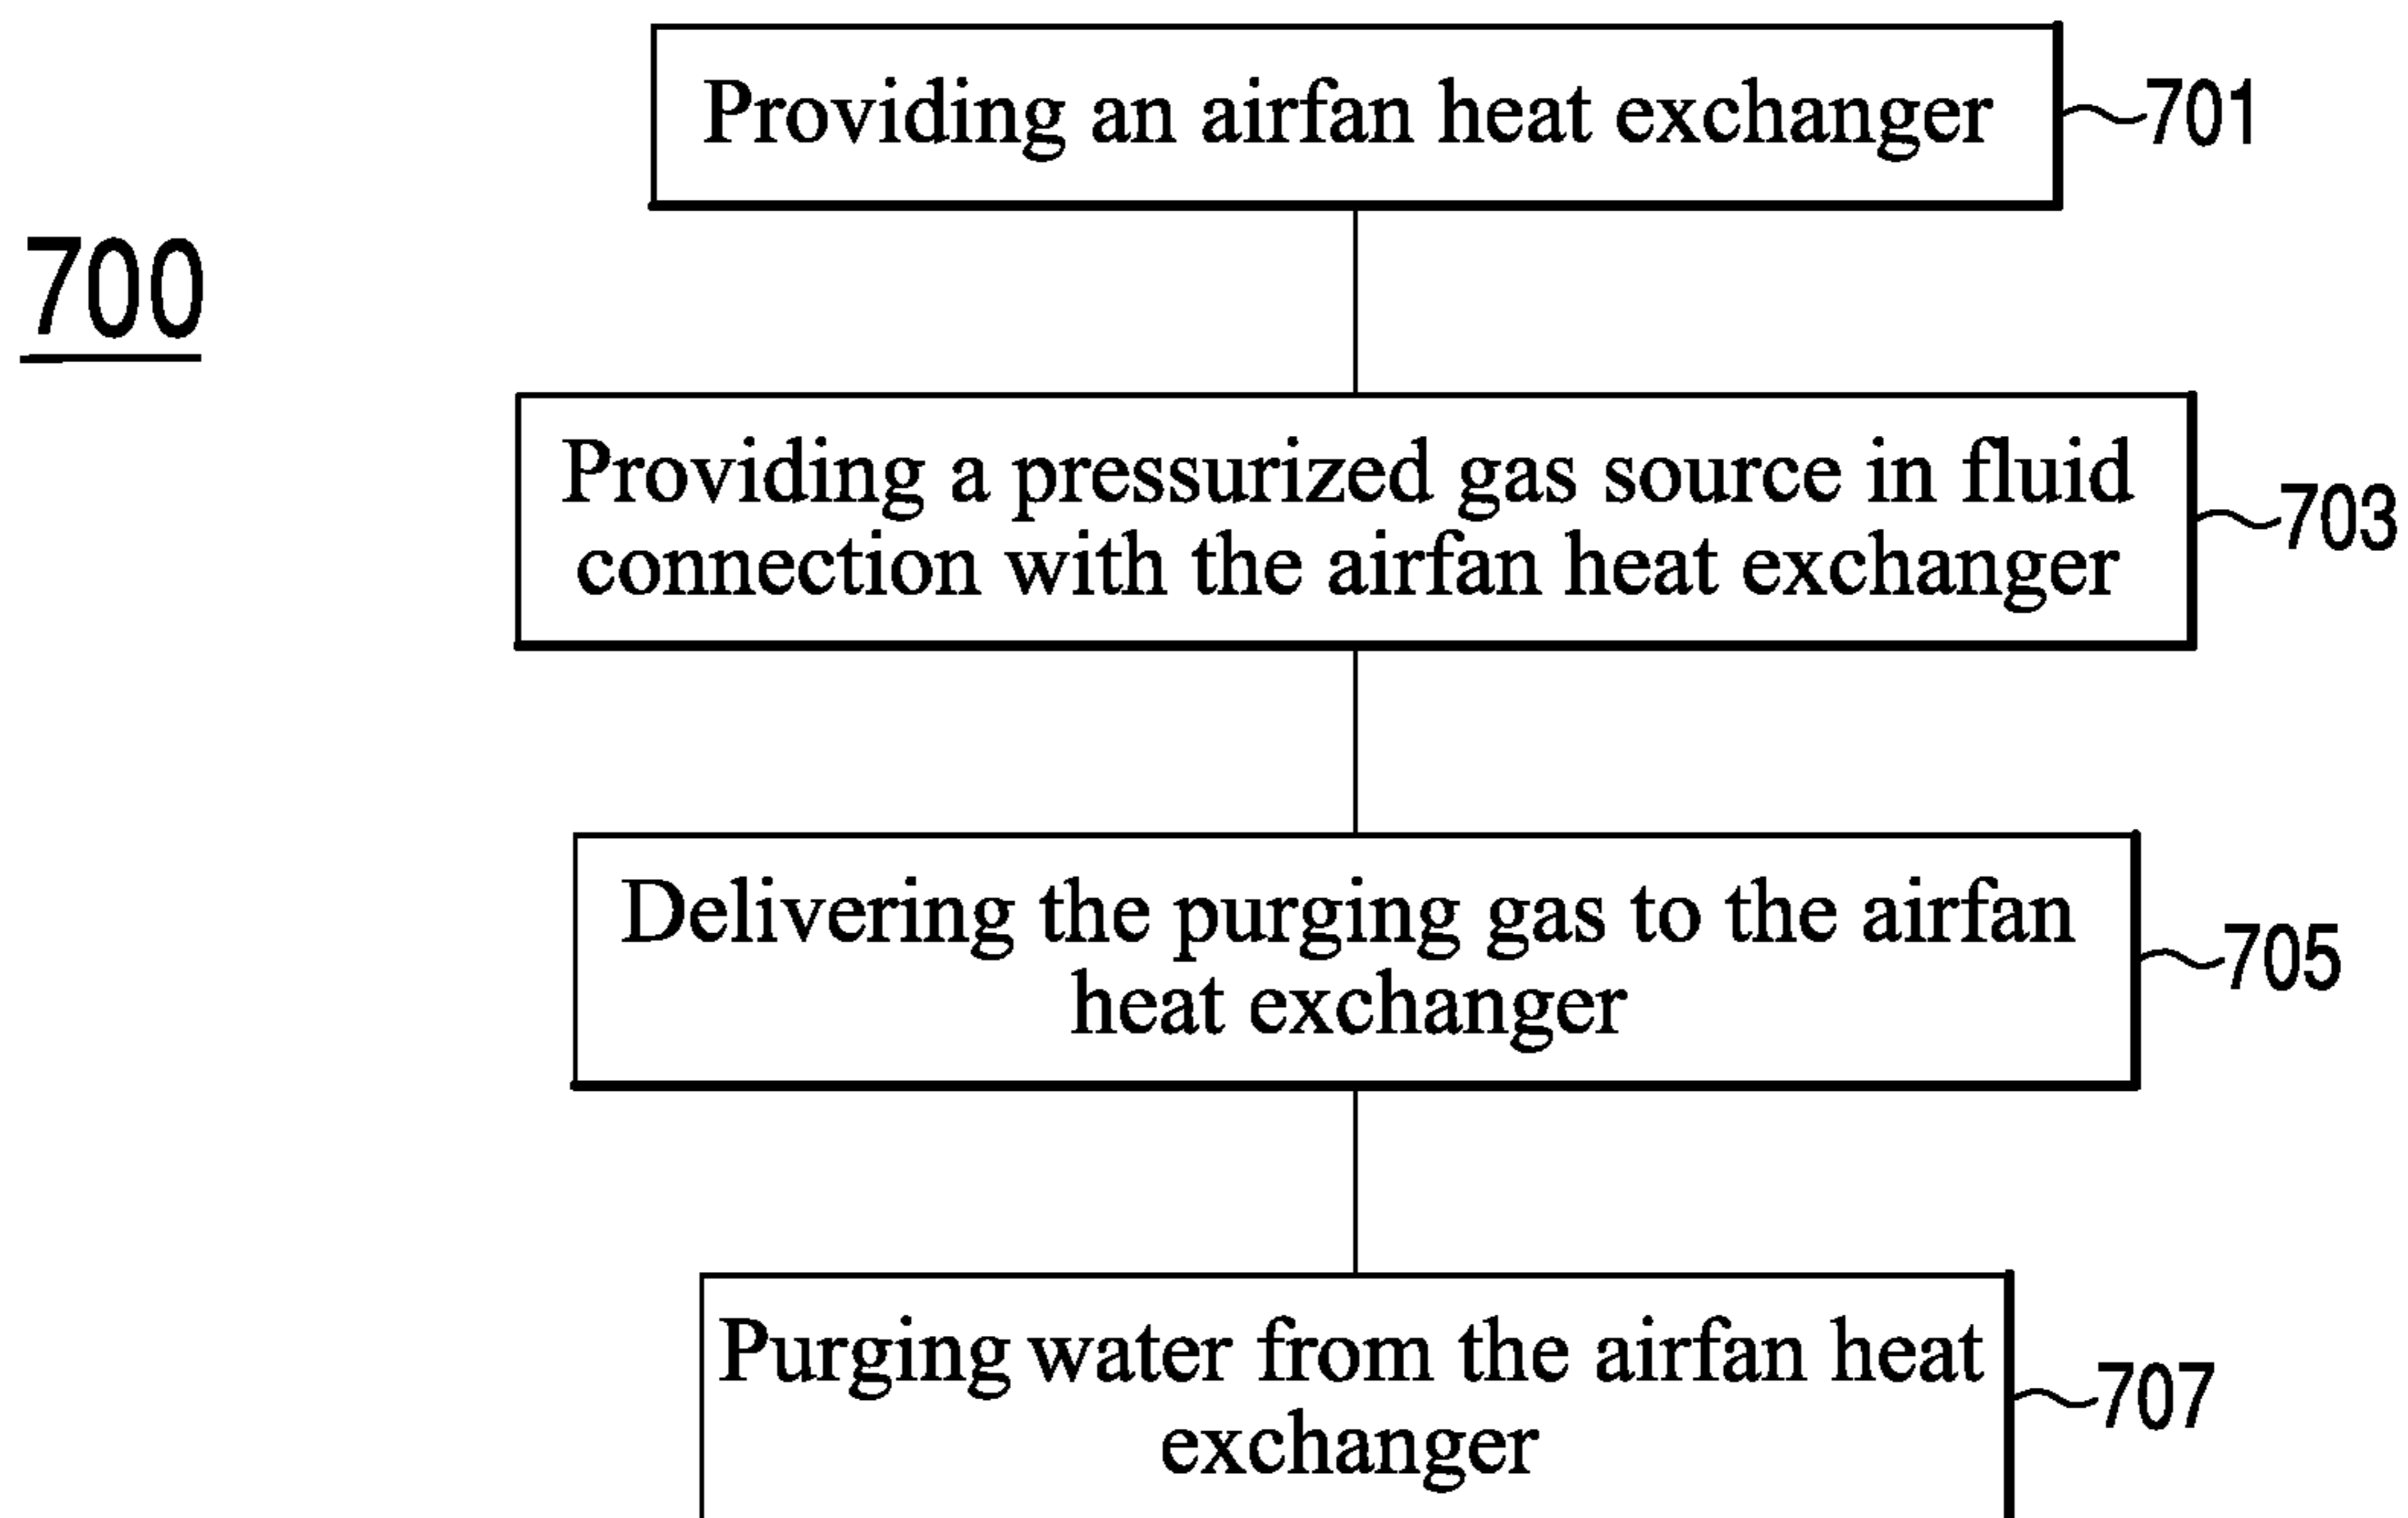 Providing an airfan heat exchanger
701
700
Providing a pressurized gas source in fluid
connection with the airfan heat exchanger
703
Delivering the purging gas to the airfan
heat exchanger
705
Purging water from the airfan heat
exchanger
707